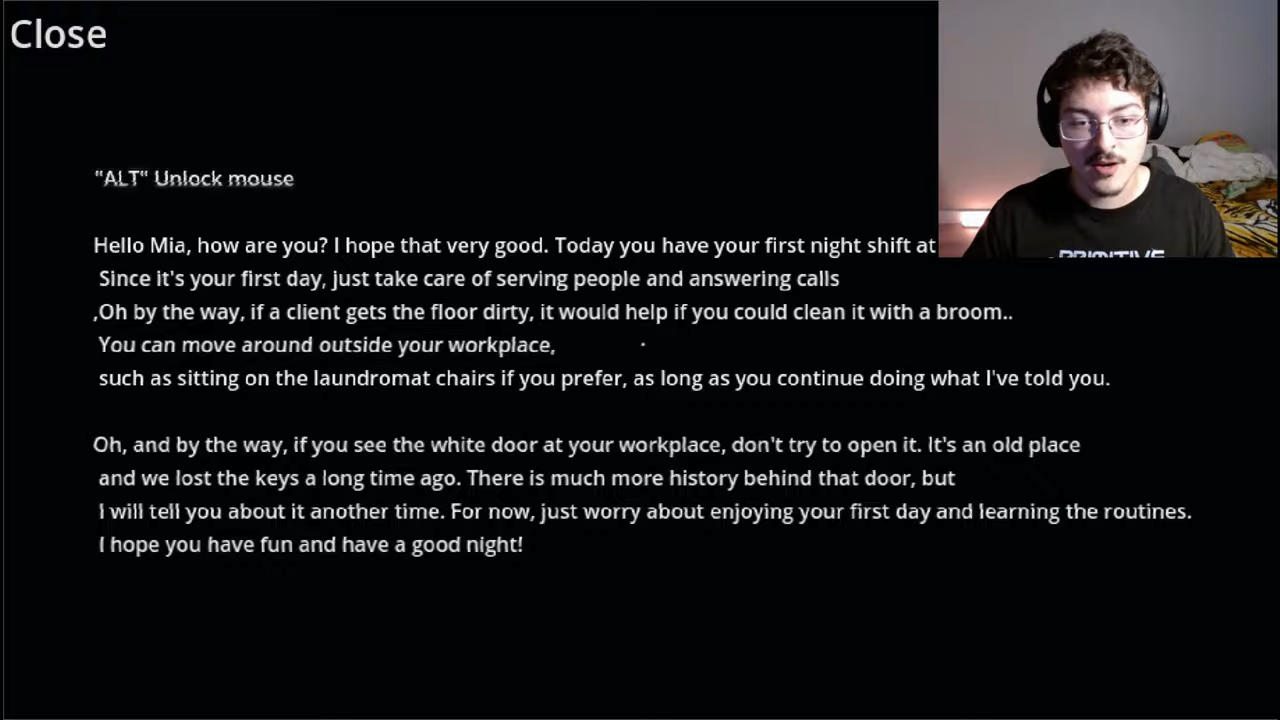 Close
"ALT" Unlock mouse
Hello Mia, how are you? I hope that very good. Today you have your first night shift at
Since it's your first day, just take care of serving people and answering calls
,Oh by the way, if a client gets the floor dirty, it would help if you could clean it with a broom..
You can move around outside your workplace,
such as sitting on the laundromat chairs if you prefer, as long as you continue doing what I've told you.
Oh, and by the way, if you see the white door at your workplace, don't try to open it. It's an old place
and we lost the keys a long time ago. There is much more history behind that door, but
I will tell you about it another time. For now, just worry about enjoying your first day and learning the routines.
I hope you have fun and have a good night!
PRIMITIVE